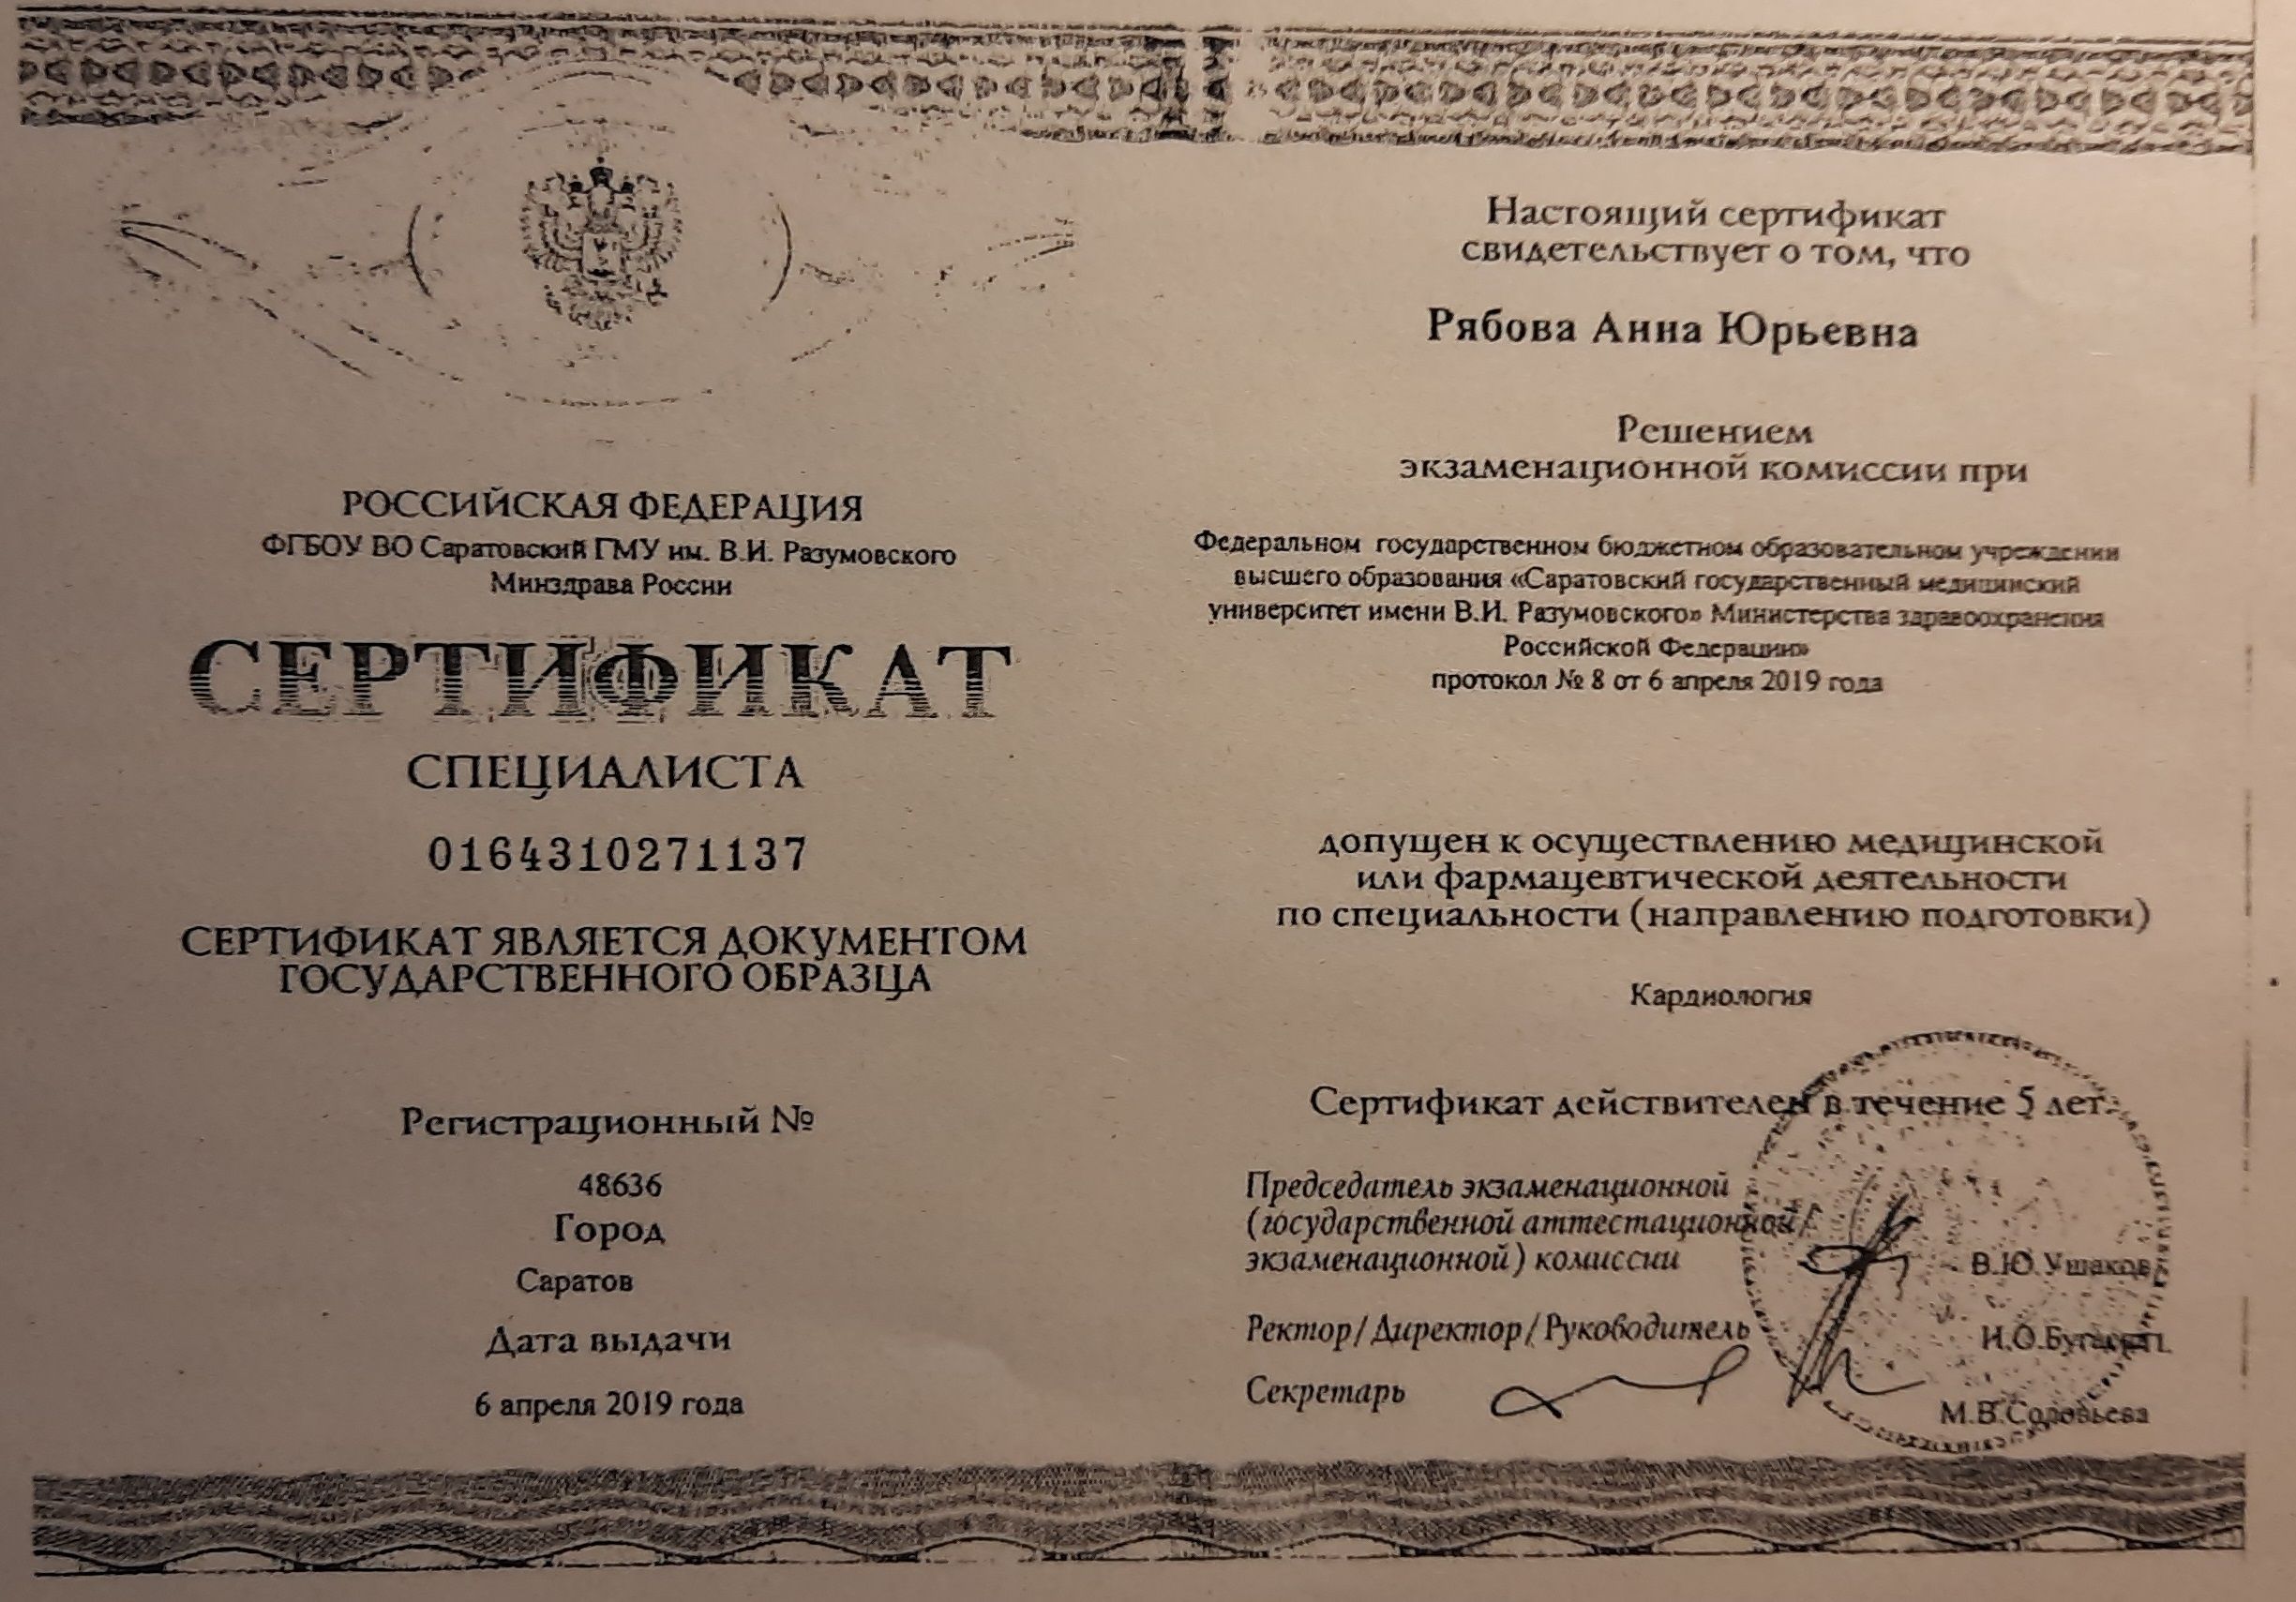 РОССИЙСКАЯ ФЕДЕРАЦИЯ
ФГБОУ ВО Саратовский ГМУ им. В.И. Разумовского
Минздрава России
СЕРТИФИКАТ
СПЕЦИАЛИСТА
0164310271137
СЕРТИФИКАТ ЯВЛЯЕТСЯ ДОКУМЕНТОМ
ГОСУДАРСТВЕННОГО ОБРАЗЦА
Регистрационный №
48636
Город
Саратов
Дата выдачи
6 апреля 2019 года
Настоящий сертификат
свидетельствует о том, что
Рябова Анна Юрьевна
Решением
экзаменационной комиссии при
Федеральном государственном бюджетном образовательном учреждении
высшего образования «Саратовский государственный медицинский
университет имени В.И. Разумовского» Министерства здравоохранения
Российской Федерации»
протокол № 8 от 6 апреля 2019 года
допущен к осуществлению медицинской
или фармацевтической деятельности
по специальности (направлению подготовки)
Кардиология
Сертификат действителен в течение 5 лет.
Председатель экзаменационной
(государственной аттестационной/
экзаменационной) комиссии
В.Ю.Ушаков
Ректор/Директор/Руководитель
И.О.
Секретарь
М.В.Соловьева